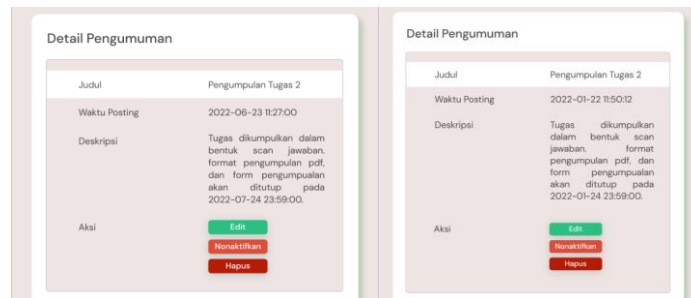 Detail Pengumuman
Judul Pengumpulan Tugas 2
Waktu Posting 2022-06-23 11:27:00
Deskripsi Tugas dikumpulkan dalam
bentuk scan jawaban.
format pengumpulan pdf,
dan form pengumpualan
akan ditutup pada
2022-07-24 23:59:00.
Aksi Edit
Nonaktifkan
Hapus
Detail Pengumuman
Judul Pengumpulan Tugas 2
Waktu Posting 2022-01-22 11:50:12
Deskripsi Tugas dikumpulkan
dalam bentuk scan
jawaban. format
pengumpulan pdf, dan
form pengumpualan
akan ditutup pada
2022-01-24 23:59:00.
Aksi Edit
Nonaktifkan
Hapus